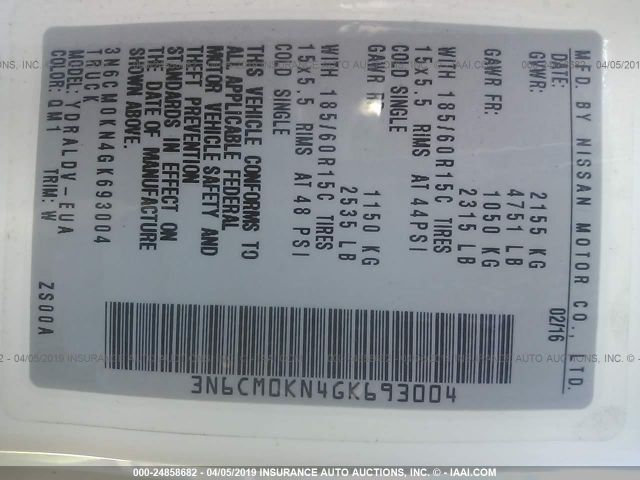 MFD. BY NISSAN MOTOR CO., LTD.
DATE: 02/16
GVWR: 2155 KG
4751 LB
GAWR FR: 1050 KG
2315 LB
WITH 185/60R15C TIRES
15x5.5 RIMS AT 44PSI
COLD SINGLE
GAWR R 1150 KG
2535 LB
WITH 185/60R15C TIRES
15x5.5 RIMS AT 48 PSI
COLD SINGLE
THIS VEHICLE CONFORMS TO
ALL APPLICABLE FEDERAL
MOTOR VEHICLE SAFETY AND
THEFT PREVENTION
STANDARDS IN EFFECT ON
THE DATE OF MANUFACTURE
SHOWN ABOVE.
3N6CM0KN4GK693004
TRUCK
MODEL: YDRALDV-EUA
COLOR: QM1 TRIM: W ZS00A
3N6CM0KN4GK693004
000-24858682 - 04/05/2019 INSURANCE AUTO AUCTIONS, INC. - © IAAI.COM